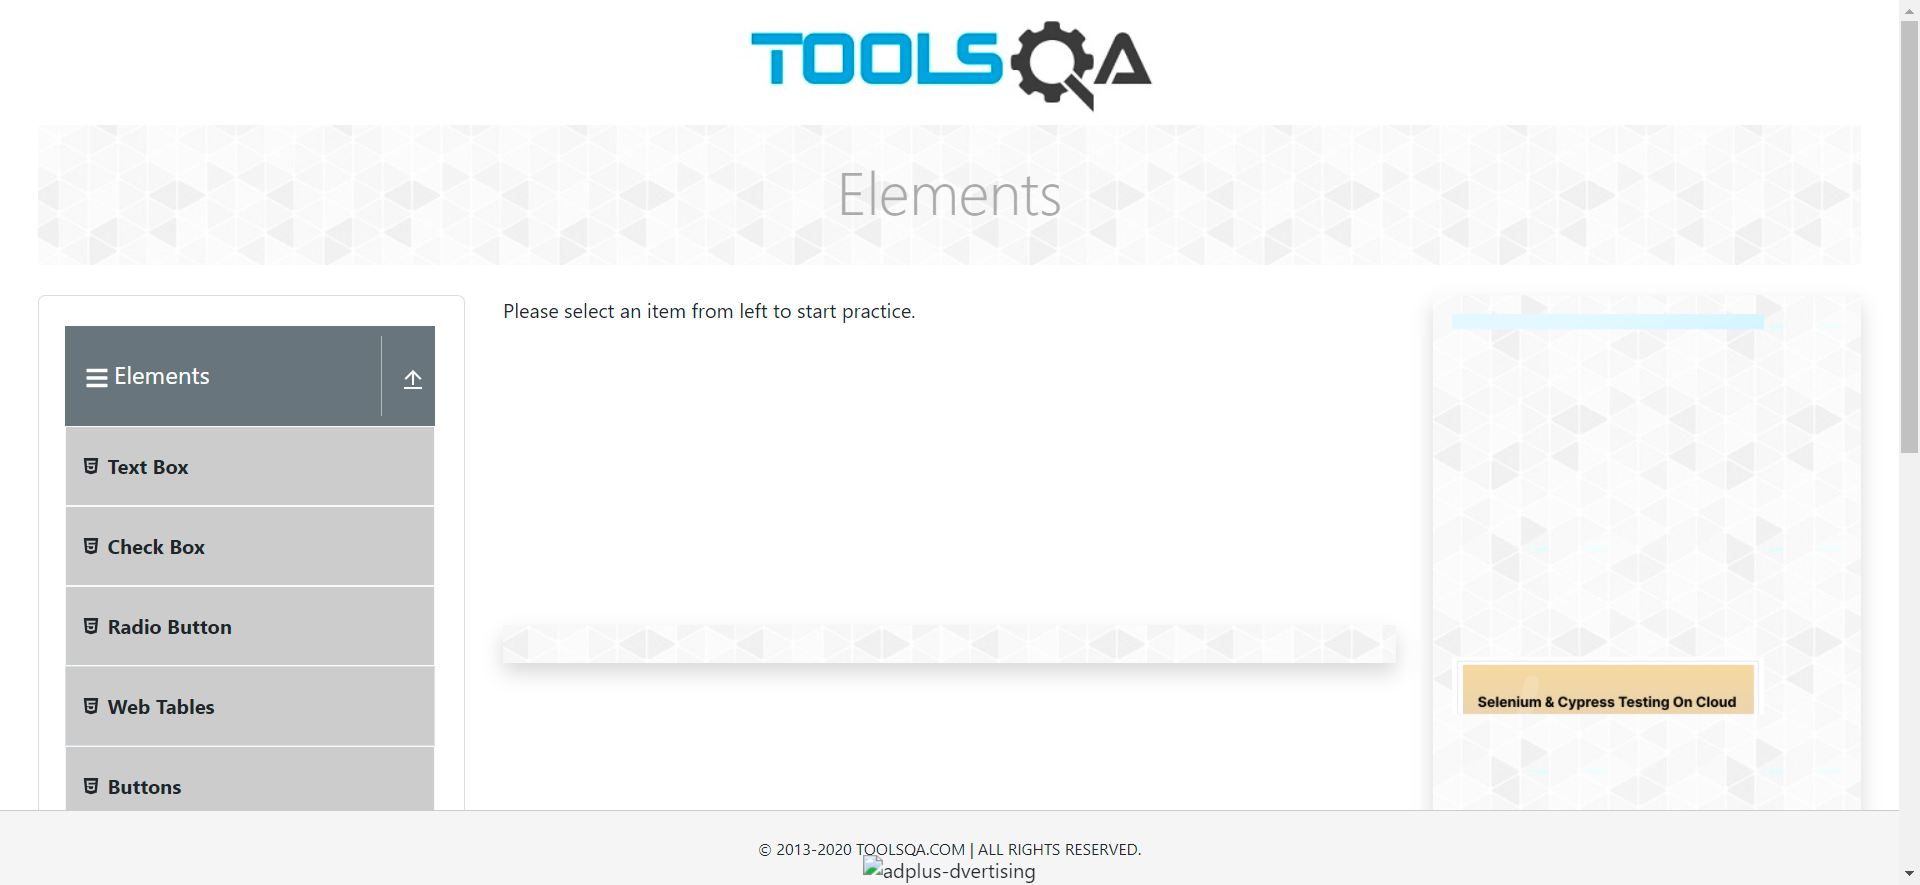 TOOLSQA
Elements
Please select an item from left to start practice.
Elements
Text Box
Check Box
Radio Button
Web Tables
Buttons
Selenium & Cypress Testing On Cloud
© 2013-2020 TOOLSQA.COM | ALL RIGHTS RESERVED.
adplus-dvertising